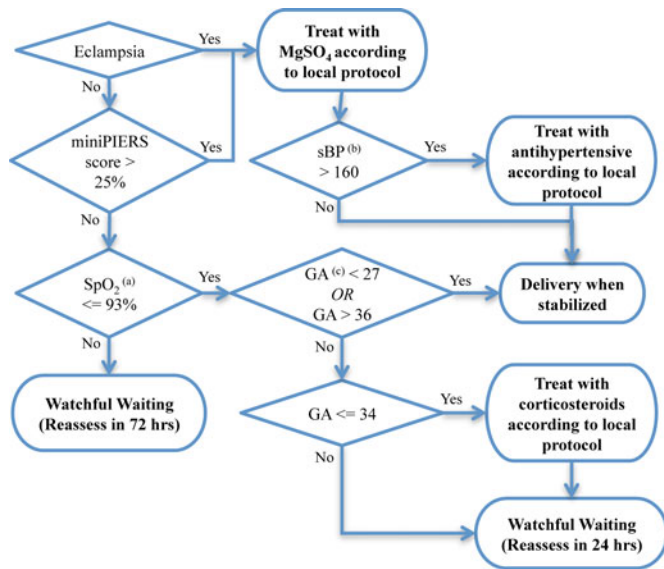 Eclampsia
Yes
No
Treat with
MgSO₄ according
to local protocol
miniPIERS
score >
25%
Yes
No
sBP ⁽ᵇ⁾
> 160
Yes
No
Treat with
antihypertensive
according to local
protocol
SpO₂ ⁽ᵃ⁾
<= 93%
Yes
No
GA ⁽ᶜ⁾ < 27
OR
GA > 36
Yes
No
Delivery when
stabilized
Watchful Waiting
(Reassess in 72 hrs)
GA <= 34
Yes
No
Treat with
corticosteroids
according to local
protocol
Watchful Waiting
(Reassess in 24 hrs)